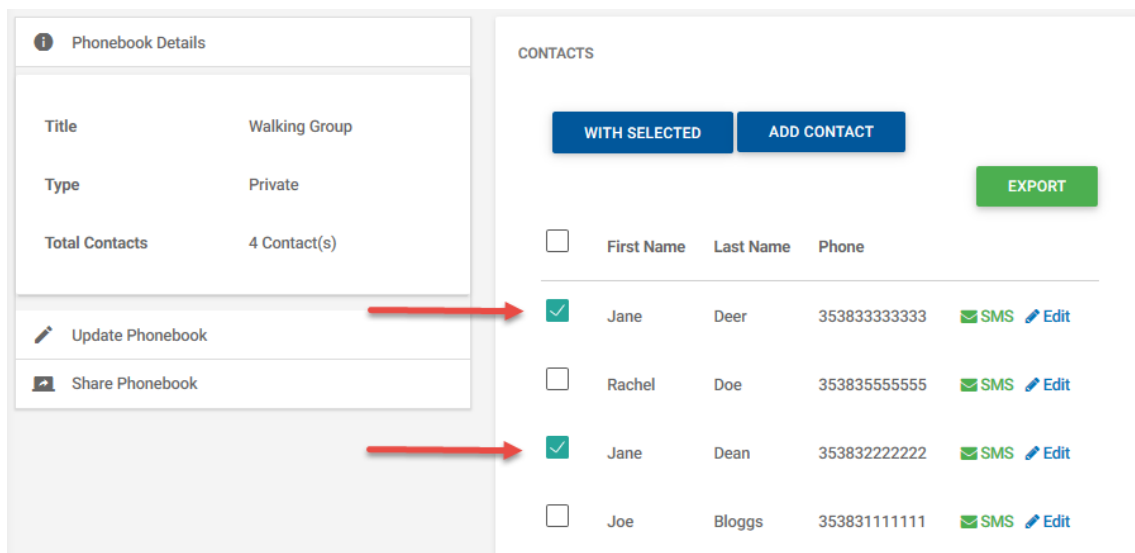 Phonebook Details
Title Walking Group
Type Private
Total Contacts 4 Contact(s)
Update Phonebook
Share Phonebook
CONTACTS
WITH SELECTED ADD CONTACT
EXPORT
First Name Last Name Phone
Jane Deer 353833333333 SMS Edit
Rachel Doe 353835555555 SMS Edit
Jane Dean 353832222222 SMS Edit
Joe Bloggs 353831111111 SMS Edit